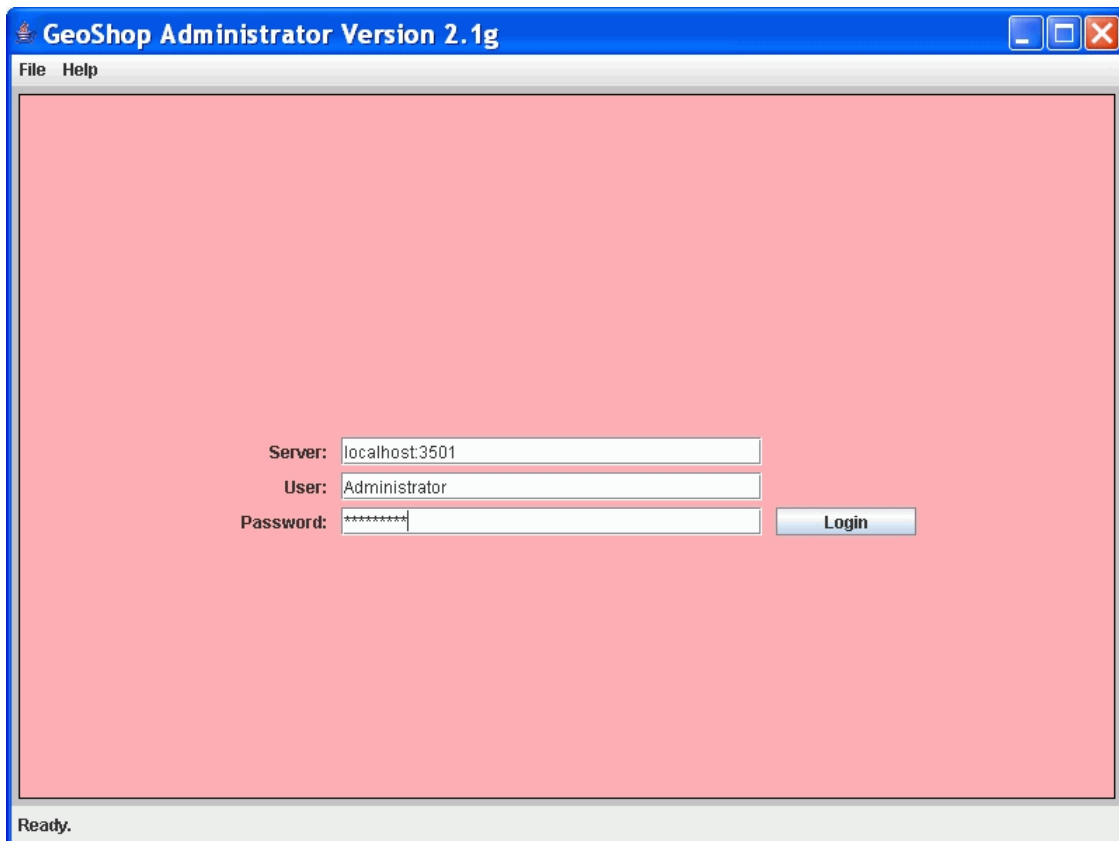 GeoShop Administrator Version 2.1g
File Help
Server: localhost:3501
User: Administrator
Password: *********
Login
Ready.